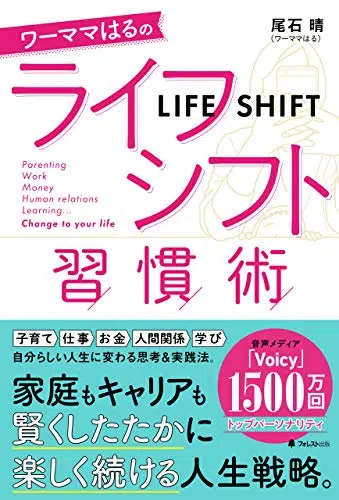 ワーママはるの
尾石 晴
(ワーママはる)
ライフ
LIFE SHIFT
シフト
Parenting
Work
Money
Human relations
Learning...
Change to your life
習慣術
子育て 仕事 お金 人間関係 学び
自分らしい人生に変わる思考&実践法。
音声メディア
「Voicy」
1500万回
トップパーソナリティ
家庭もキャリアも
賢くしたたかに
楽しく続ける人生戦略。
フォレスト出版